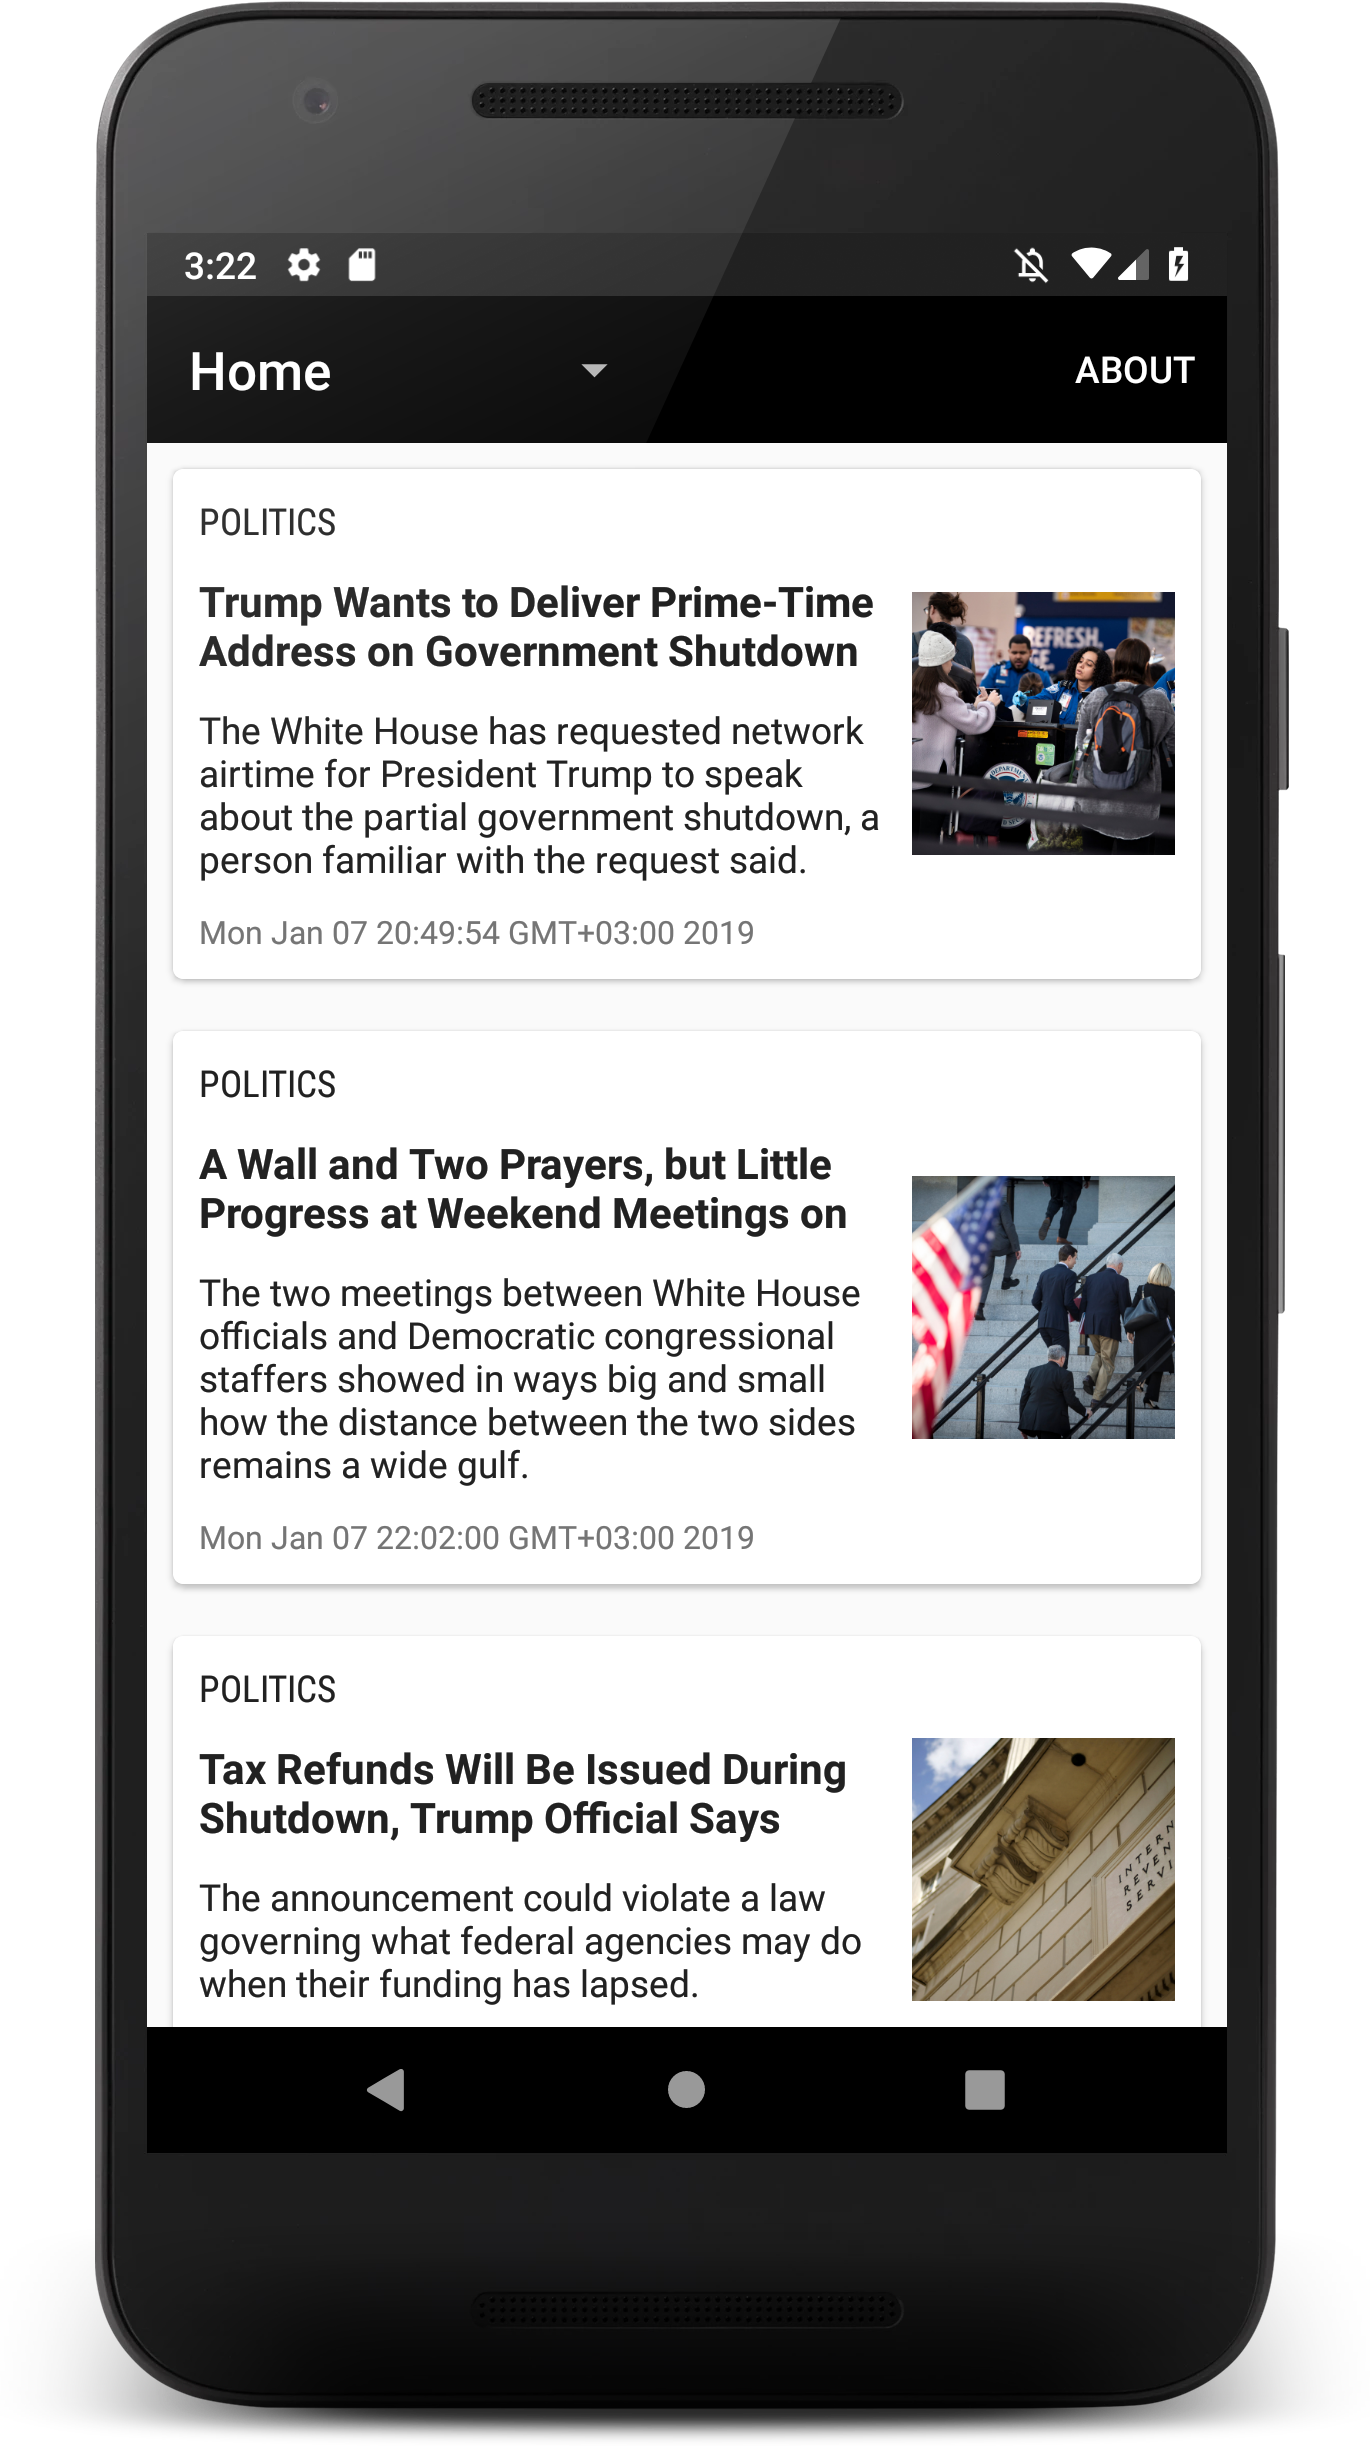 3:22
Home
ABOUT
POLITICS
Trump Wants to Deliver Prime-Time
Address on Government Shutdown
REFRESH
The White House has requested network
airtime for President Trump to speak
about the partial government shutdown, a
person familiar with the request said.
Mon Jan 07 20:49:54 GMT+03:00 2019
POLITICS
A Wall and Two Prayers, but Little
Progress at Weekend Meetings on
The two meetings between White House
officials and Democratic congressional
staffers showed in ways big and small
how the distance between the two sides
remains a wide gulf.
Mon Jan 07 22:02:00 GMT+03:00 2019
POLITICS
Tax Refunds Will Be Issued During
Shutdown, Trump Official Says
The announcement could violate a law
governing what federal agencies may do
when their funding has lapsed.
INTERN
REVEN
SERVI